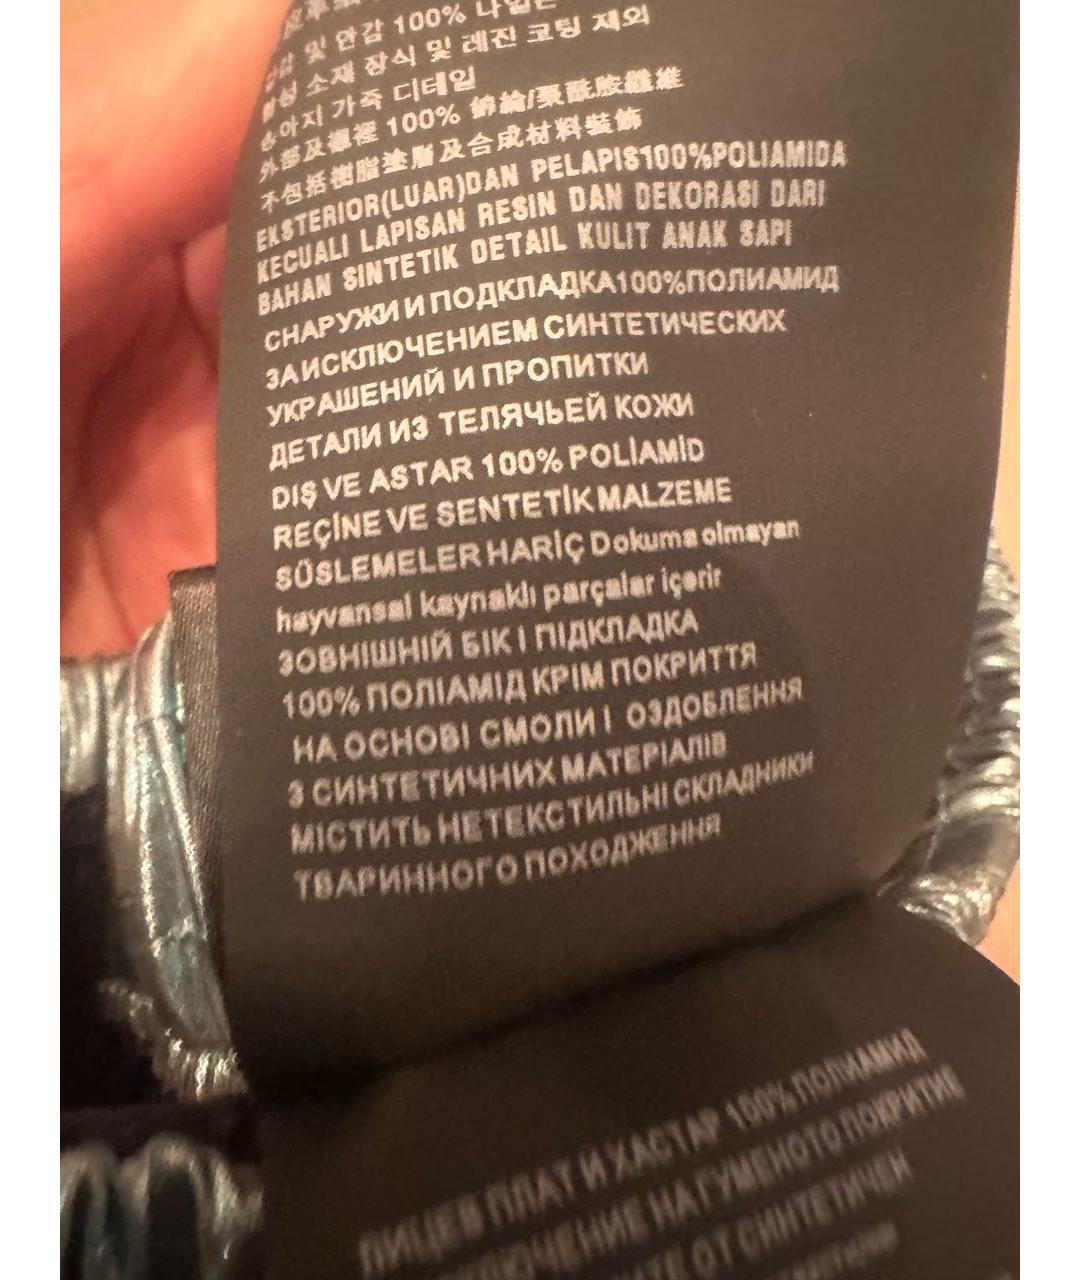 및 안감 100% 나일론
소재 장식 및 레진 코팅 제외
송아지 가죽 디테일
外部及襯裡 100% 錦綸/聚酰胺纖維
不包括樹脂塗層及合成材料裝飾
EKSTERIOR(LUAR)DAN PELAPIS100%POLIAMIDA
KECUALI LAPISAN RESIN DAN DEKORASI DARI
BAHAN SINTETIK DETAIL KULIT ANAK SAPI
СНАРУЖИ И ПОДКЛАДКА100%ПОЛИАМИД
ЗА ИСКЛЮЧЕНИЕМ СИНТЕТИЧЕСКИХ
УКРАШЕНИЙ И ПРОПИТКИ
ДЕТАЛИ ИЗ ТЕЛЯЧЬЕЙ КОЖИ
DIŞ VE ASTAR 100% POLİAMİD
REÇİNE VE SENTETİK MALZEME
SÜSLEMELER HARİÇ Dokuma olmayan
hayvansal kaynaklı parçalar içerir
ЗОВНІШНІЙ БІК І ПІДКЛАДКА
100% ПОЛІАМІД КРІМ ПОКРИТТЯ
НА ОСНОВІ СМОЛИ І ОЗДОБЛЕННЯ
З СИНТЕТИЧНИХ МАТЕРІАЛІВ
МІСТИТЬ НЕТЕКСТИЛЬНІ СКЛАДНИКИ
ТВАРИННОГО ПОХОДЖЕННЯ
ЛИЦЕВ ПЛАТ И ХАСТАР 100% ПОЛИАМИД
НА ГУМЕНОТО ПОКРИТИЕ
ОТ СИНТЕТИЧЕН